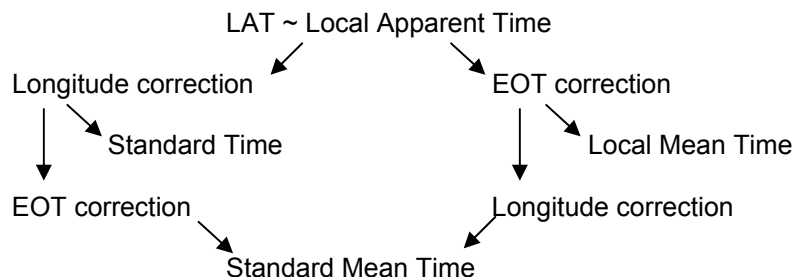 LAT ~ Local Apparent Time
Longitude correction EOT correction
Standard Time Local Mean Time
EOT correction Longitude correction
Standard Mean Time